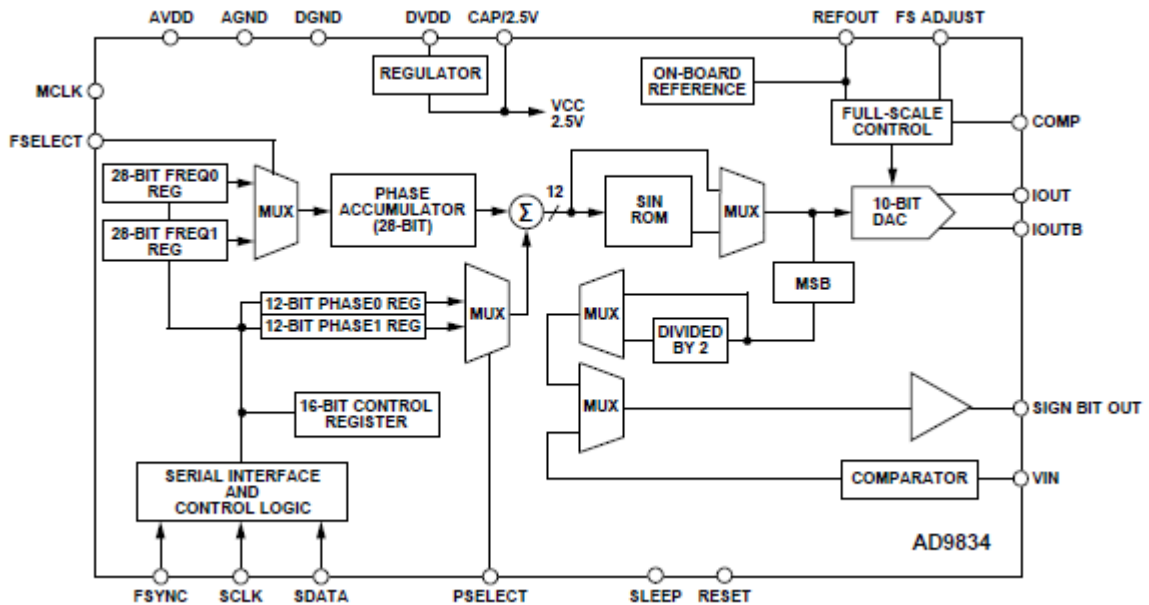 AVDD
AGND
DGND
DVDD
CAP/2.5V
REFOUT
FS ADJUST
REGULATOR
ON-BOARD
REFERENCE
MCLK
VCC
2.5V
FULL-SCALE
CONTROL
COMP
FSELECT
28-BIT FREQ0
REG
MUX
PHASE
ACCUMULATOR
(28-BIT)
Σ
12
SIN
ROM
MUX
10-BIT
DAC
IOUT
IOUTB
28-BIT FREQ1
REG
MSB
12-BIT PHASE0 REG
12-BIT PHASE1 REG
MUX
MUX
DIVIDED
BY 2
16-BIT CONTROL
REGISTER
MUX
SIGN BIT OUT
SERIAL INTERFACE
AND
CONTROL LOGIC
COMPARATOR
VIN
AD9834
FSYNC
SCLK
SDATA
PSELECT
SLEEP
RESET